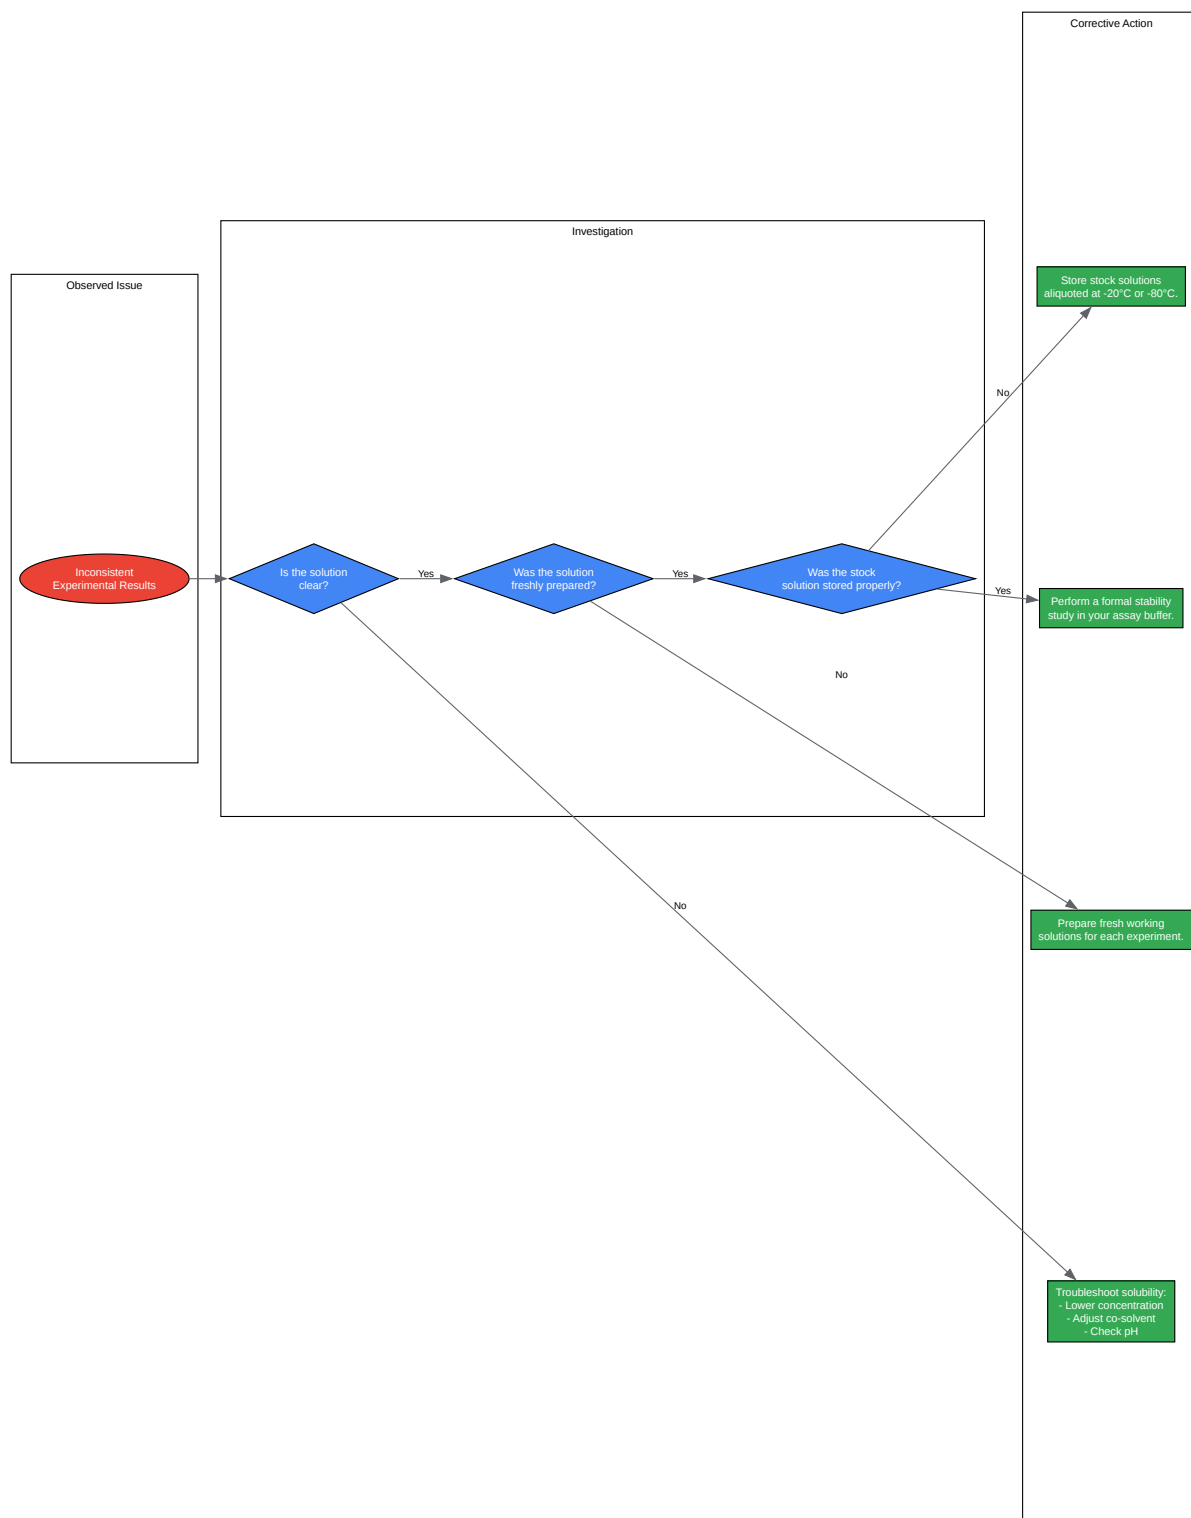 Corrective Action
Investigation
Observed Issue
Store stock solutions
aliquoted at -20°C or -80°C.
No
Inconsistent
Experimental Results
Is the solution
clear?
Yes
Was the solution
freshly prepared?
Yes
Was the stock
solution stored properly?
Yes
Perform a formal stability
study in your assay buffer.
No
No
Prepare fresh working
solutions for each experiment.
Troubleshoot solubility:
- Lower concentration
- Adjust co-solvent
- Check pH